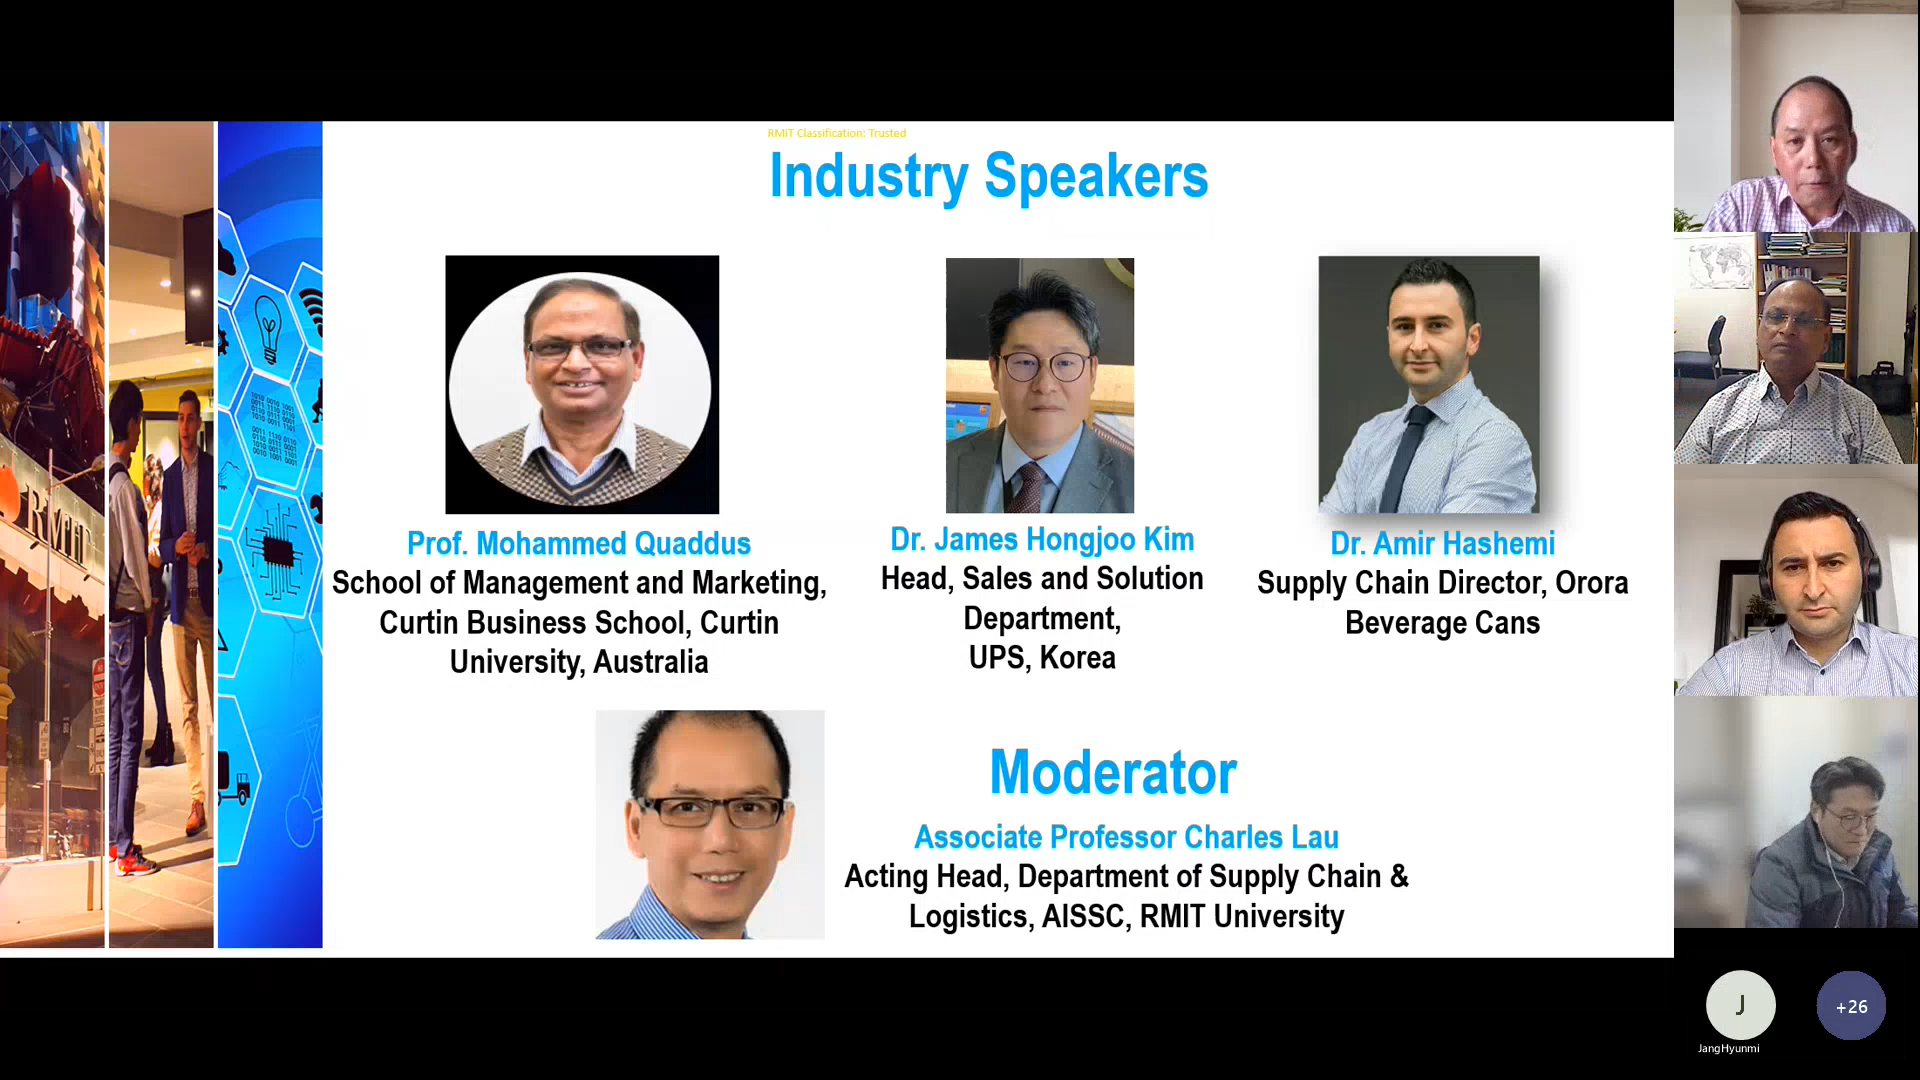 RMIT Classification: Trusted
Industry Speakers
RMIT
Prof. Mohammed Quaddus
School of Management and Marketing,
Curtin Business School, Curtin
University, Australia
Dr. James Hongjoo Kim
Head, Sales and Solution
Department,
UPS, Korea
Dr. Amir Hashemi
Supply Chain Director, Orora
Beverage Cans
Moderator
Associate Professor Charles Lau
Acting Head, Department of Supply Chain &
Logistics, AISSC, RMIT University
J
JangHyunmi
+26